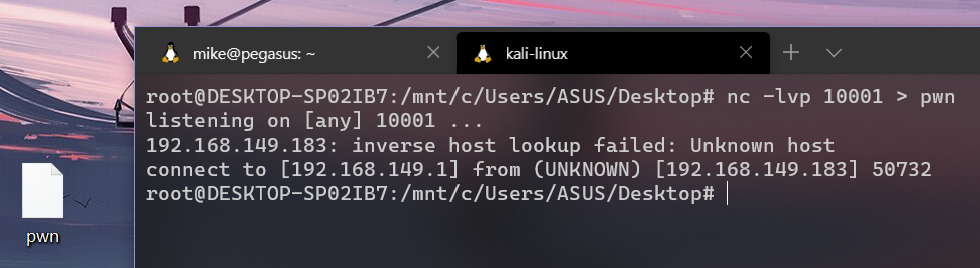 mike@pegasus: ~
kali-linux
root@DESKTOP-SP02IB7:/mnt/c/Users/ASUS/Desktop# nc -lvp 10001 > pwn
listening on [any] 10001 ...
192.168.149.183: inverse host lookup failed: Unknown host
connect to [192.168.149.1] from (UNKNOWN) [192.168.149.183] 50732
root@DESKTOP-SP02IB7:/mnt/c/Users/ASUS/Desktop#
pwn